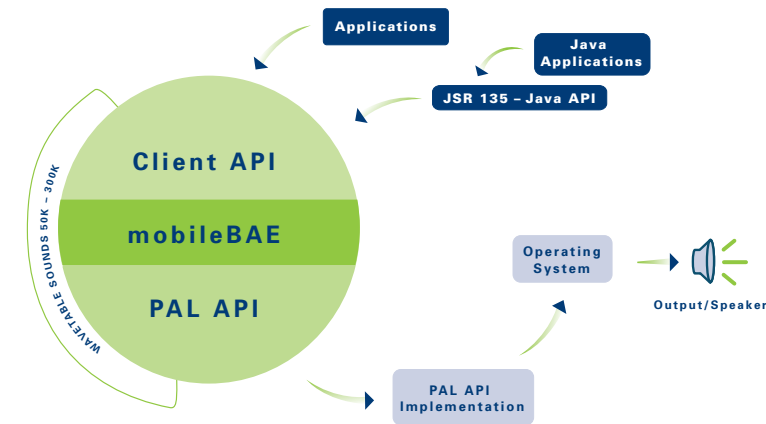 Applications
Java
Applications
JSR 135 – Java API
Client API
mobileBAE
PAL API
WAVETABLE SOUNDS 50K – 300K
Operating
System
Output/Speaker
PAL API
Implementation